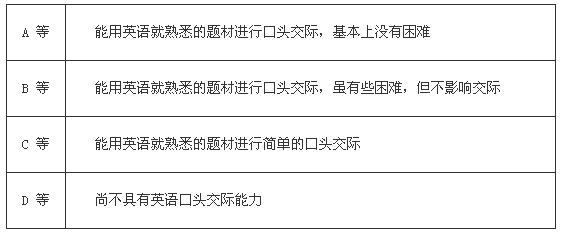 A 等 能用英语就熟悉的题材进行口头交际，基本上没有困难
B 等 能用英语就熟悉的题材进行口头交际，虽有些困难，但不影响交际
C 等 能用英语就熟悉的题材进行简单的口头交际
D 等 尚不具有英语口头交际能力